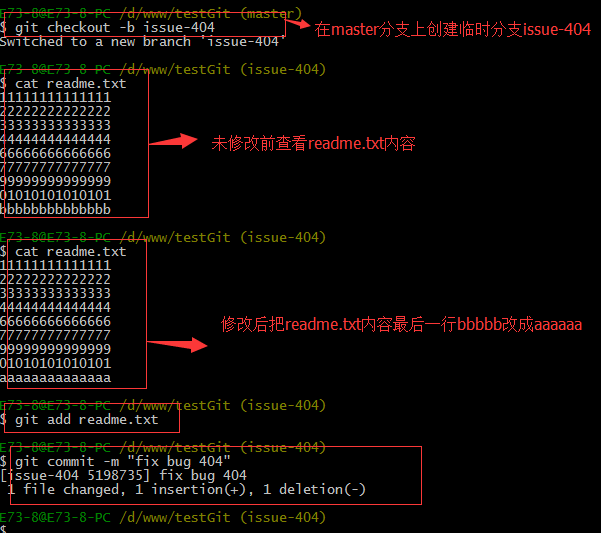 E73-8@E73-8-PC /d/www/testGit (master)
$ git checkout -b issue-404
在master分支上创建临时分支issue-404
Switched to a new branch 'issue-404'
E73-8@E73-8-PC /d/www/testGit (issue-404)
$ cat readme.txt
11111111111111
22222222222222
33333333333333
44444444444444
未修改前查看readme.txt内容
66666666666666
77777777777777
99999999999999
01010101010101
bbbbbbbbbbbbbb
E73-8@E73-8-PC /d/www/testGit (issue-404)
$ cat readme.txt
11111111111111
22222222222222
33333333333333
44444444444444
66666666666666
修改后把readme.txt内容最后一行bbbbb改成aaaaaa
77777777777777
99999999999999
01010101010101
aaaaaaaaaaaaaa
E73-8@E73-8-PC /d/www/testGit (issue-404)
$ git add readme.txt
E73-8@E73-8-PC /d/www/testGit (issue-404)
$ git commit -m "fix bug 404"
[issue-404 5198735] fix bug 404
1 file changed, 1 insertion(+), 1 deletion(-)
E73-8@E73-8-PC /d/www/testGit (issue-404)
$